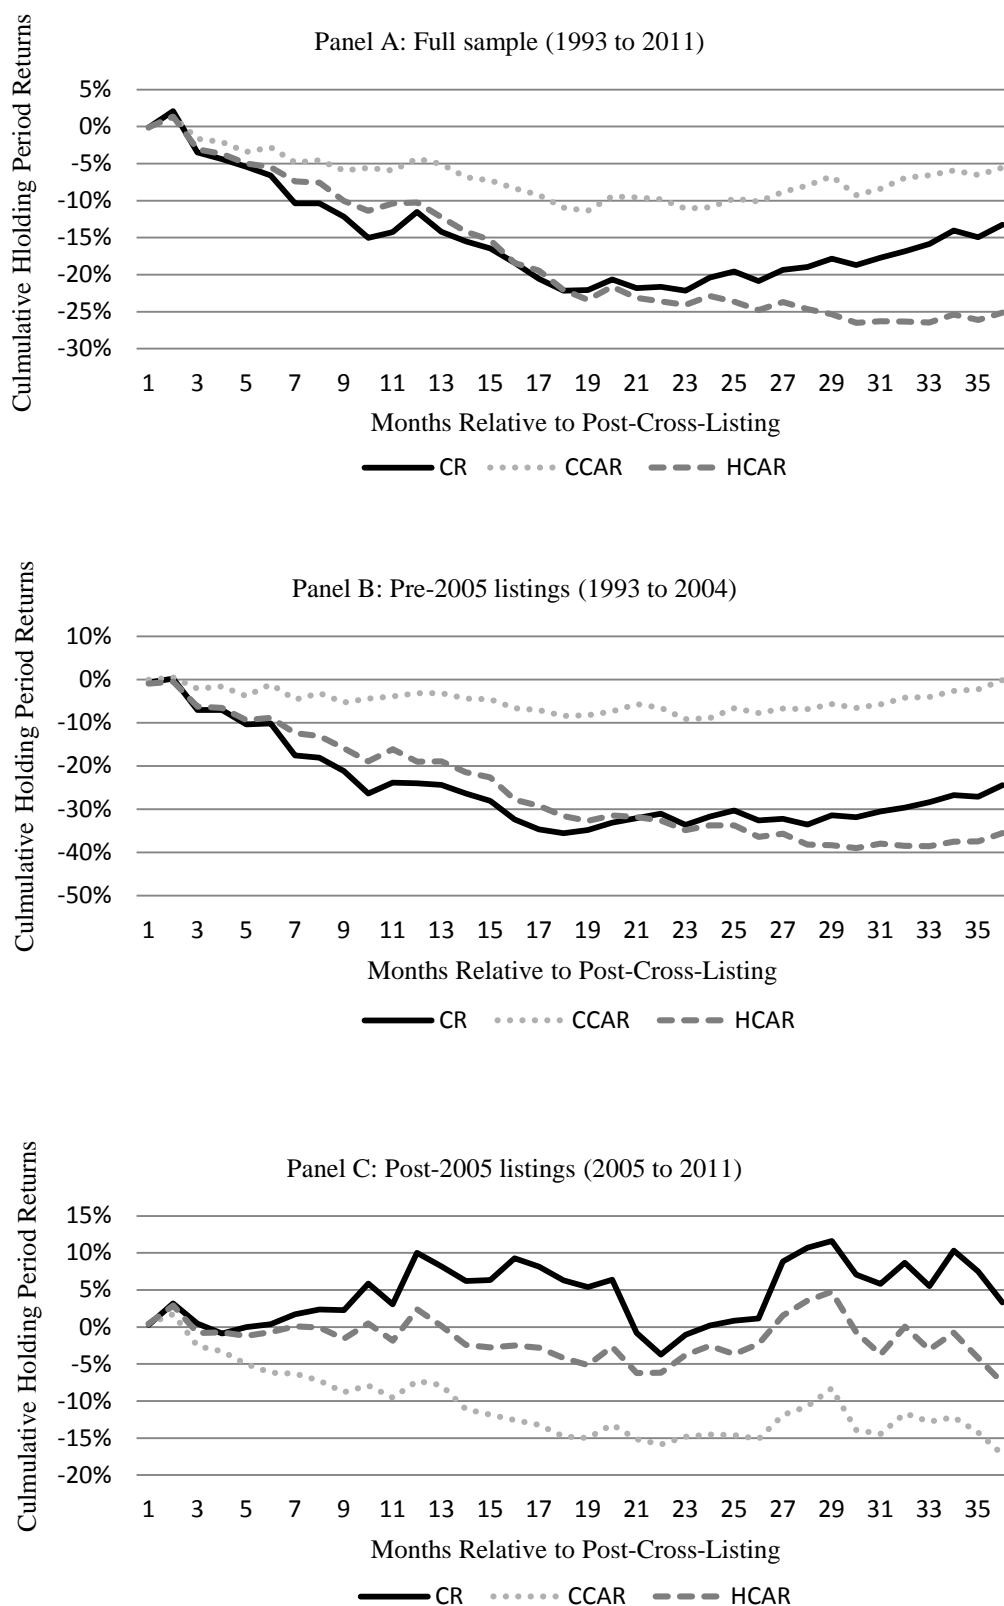 Panel A: Full sample (1993 to 2011)
Culmulative Hlolding Period Returns
5%
0%
-5%
-10%
-15%
-20%
-25%
-30%
1 3 5 7 9 11 13 15 17 19 21 23 25 27 29 31 33 35
Months Relative to Post-Cross-Listing
CR CCAR HCAR
Panel B: Pre-2005 listings (1993 to 2004)
Culmulative Holding Period Returns
10%
0%
-10%
-20%
-30%
-40%
-50%
1 3 5 7 9 11 13 15 17 19 21 23 25 27 29 31 33 35
Months Relative to Post-Cross-Listing
CR CCAR HCAR
Panel C: Post-2005 listings (2005 to 2011)
Culmulative Holding Period Returns
15%
10%
5%
0%
-5%
-10%
-15%
-20%
1 3 5 7 9 11 13 15 17 19 21 23 25 27 29 31 33 35
Months Relative to Post-Cross-Listing
CR CCAR HCAR